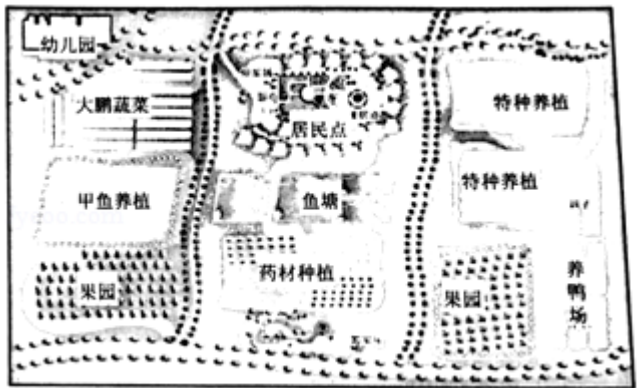 幼儿园
大鹏蔬菜
居民点
特种养植
甲鱼养植
鱼塘
特种养植
果园
药材种植
果园
养鸭场